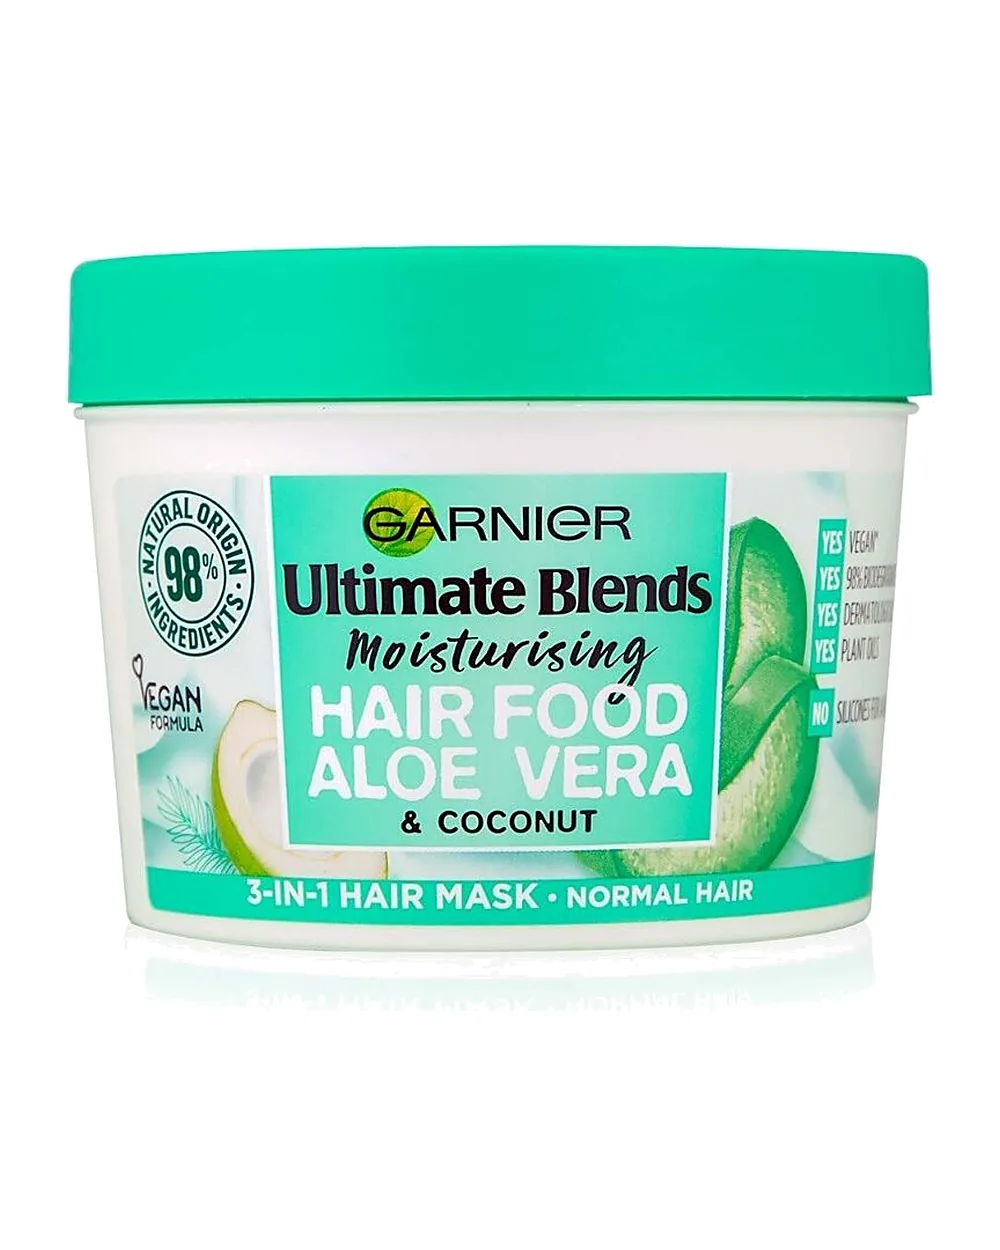 GARNIER
Ultimate Blends
Moisturising
HAIR FOOD
ALOE VERA
& COCONUT
3-IN-1 HAIR MASK • NORMAL HAIR
NATURAL ORIGIN
98%
• INGREDIENTS •
VEGAN
FORMULA
YES VEGAN*
YES 98%
YES
YES PLANT OILS
NO SILICONES